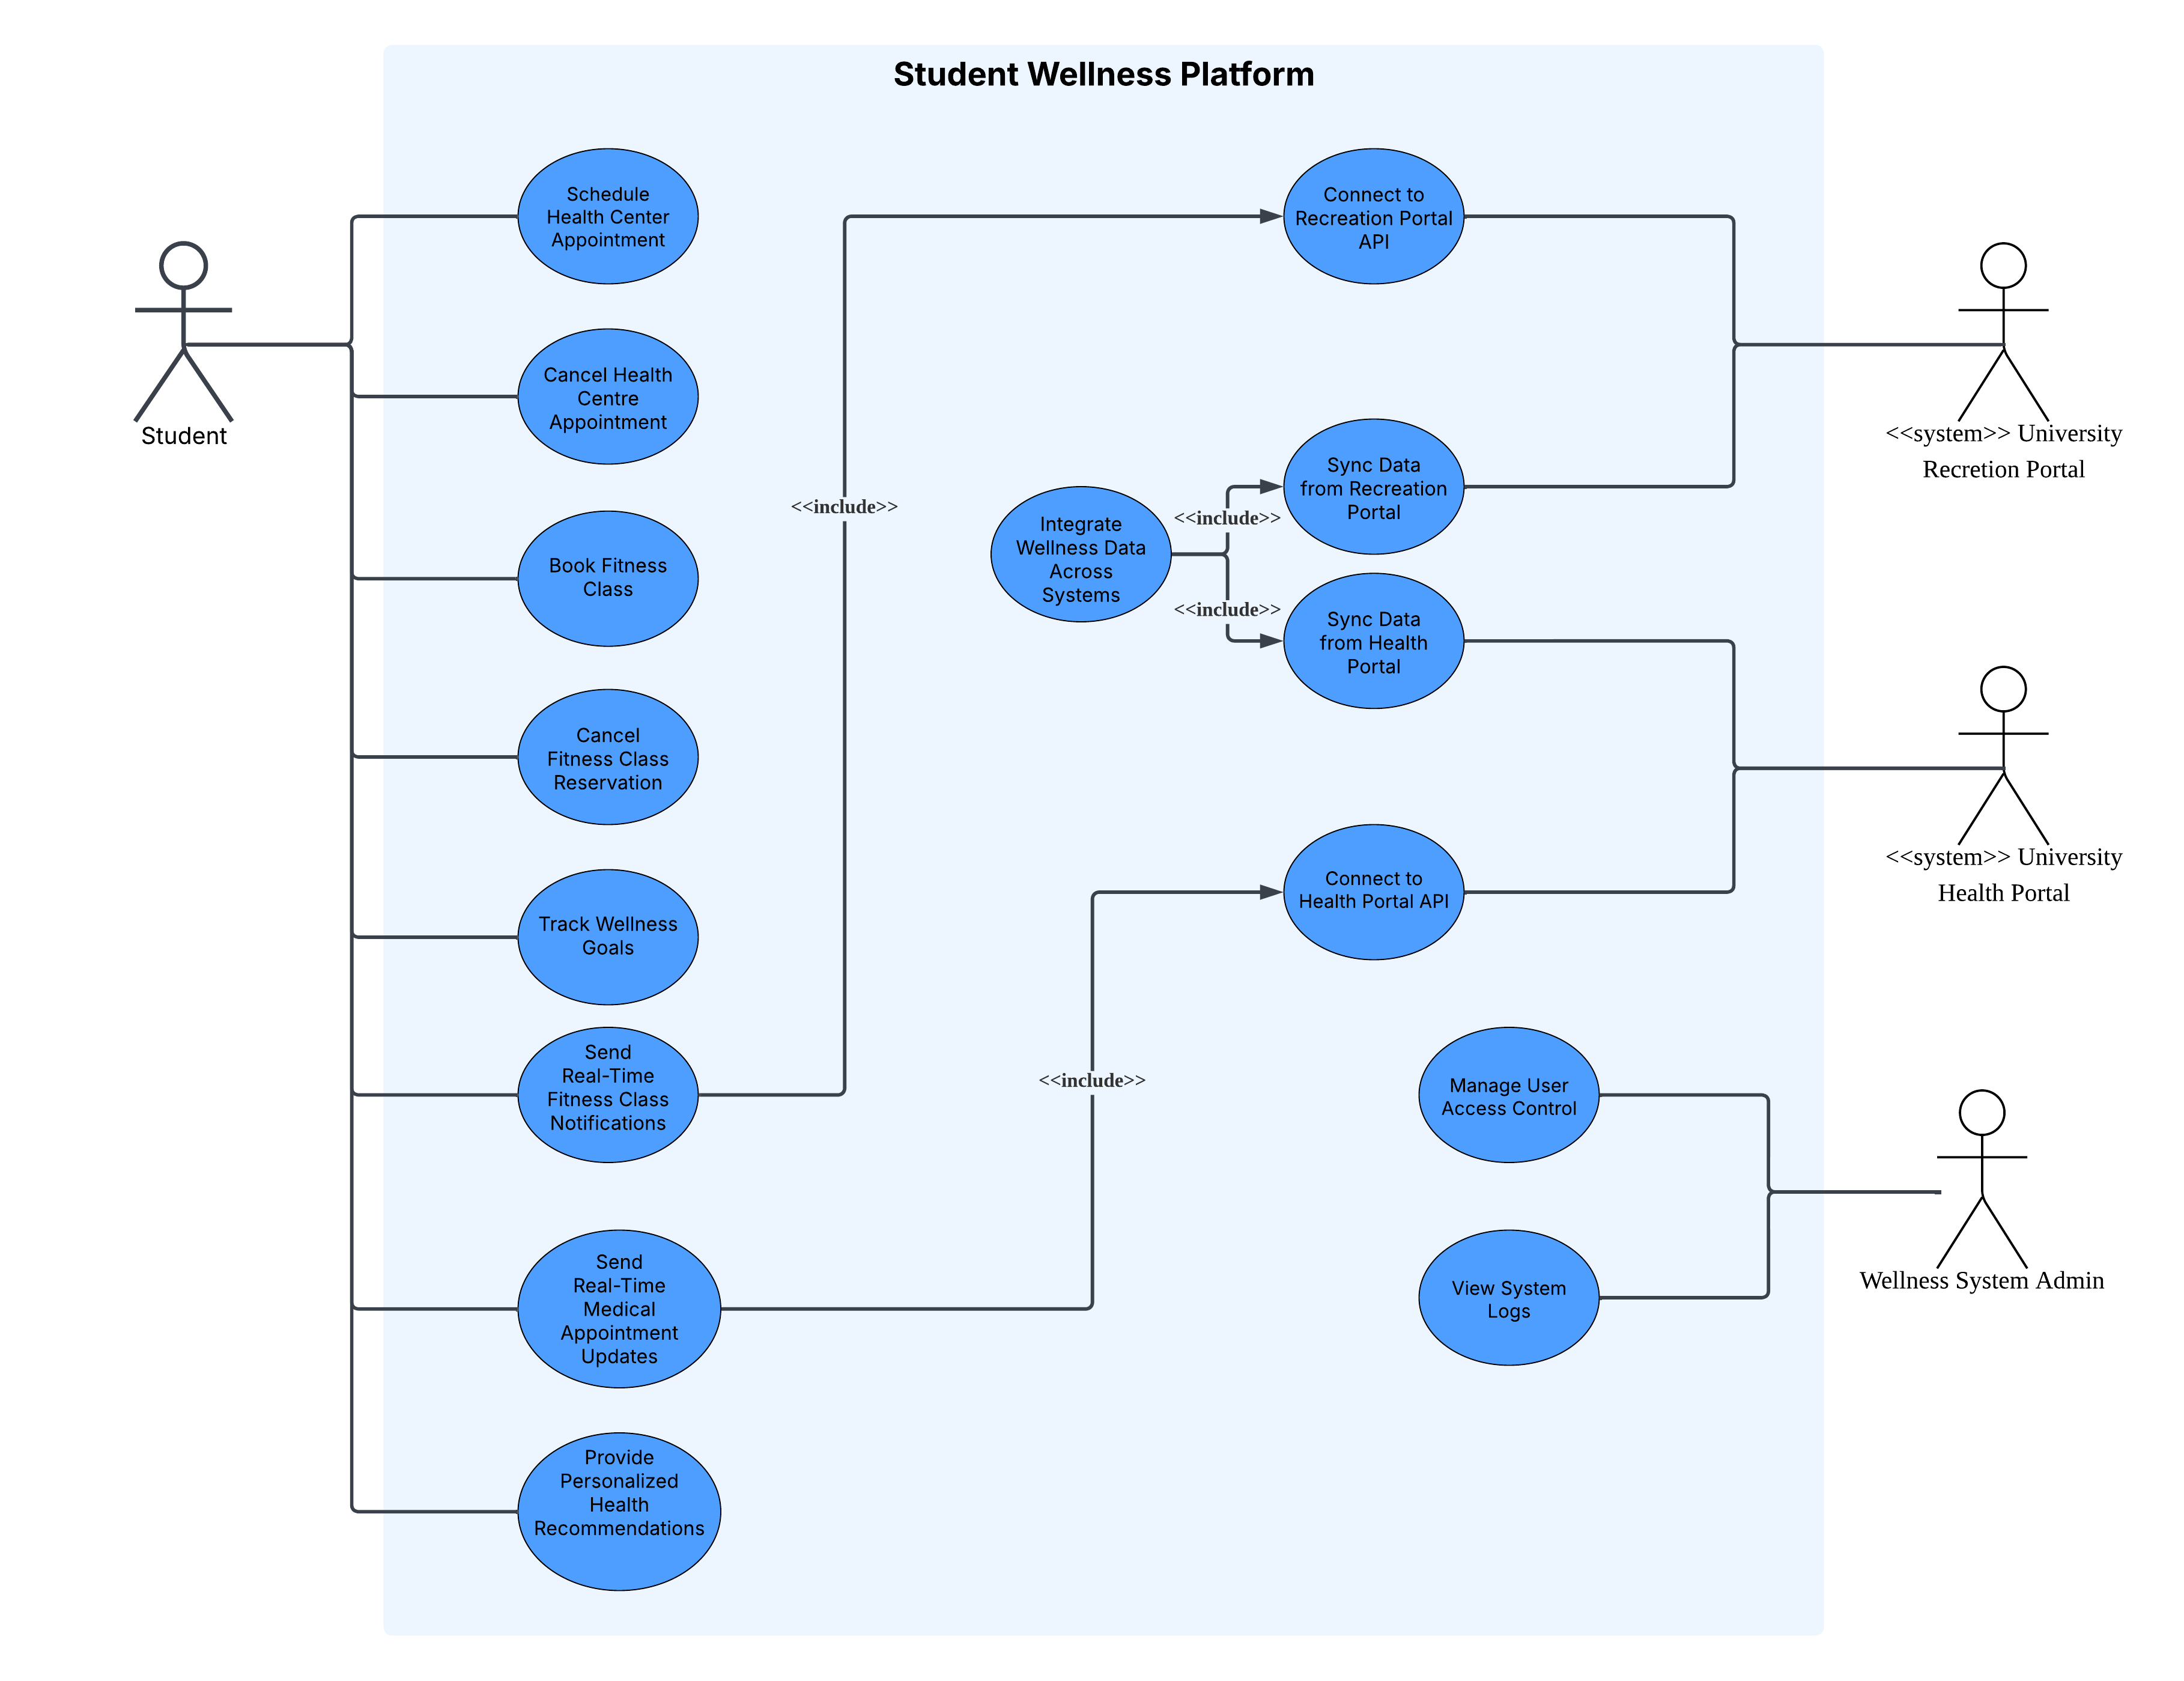 Student Wellness Platform
Schedule
Health Center
Appointment
Cancel Health
Centre
Appointment
Book Fitness
Class
Cancel
Fitness Class
Reservation
Track Wellness
Goals
Send
Real-Time
Fitness Class
Notifications
Send
Real-Time
Medical
Appointment
Updates
Provide
Personalized
Health
Recommendations
Student
<<include>>
<<include>>
Integrate
Wellness Data
Across
Systems
<<include>>
<<include>>
Connect to
Recreation Portal
API
Sync Data
from Recreation
Portal
Sync Data
from Health
Portal
Connect to
Health Portal API
Manage User
Access Control
View System
Logs
<<system>> University
Recretion Portal
<<system>> University
Health Portal
Wellness System Admin